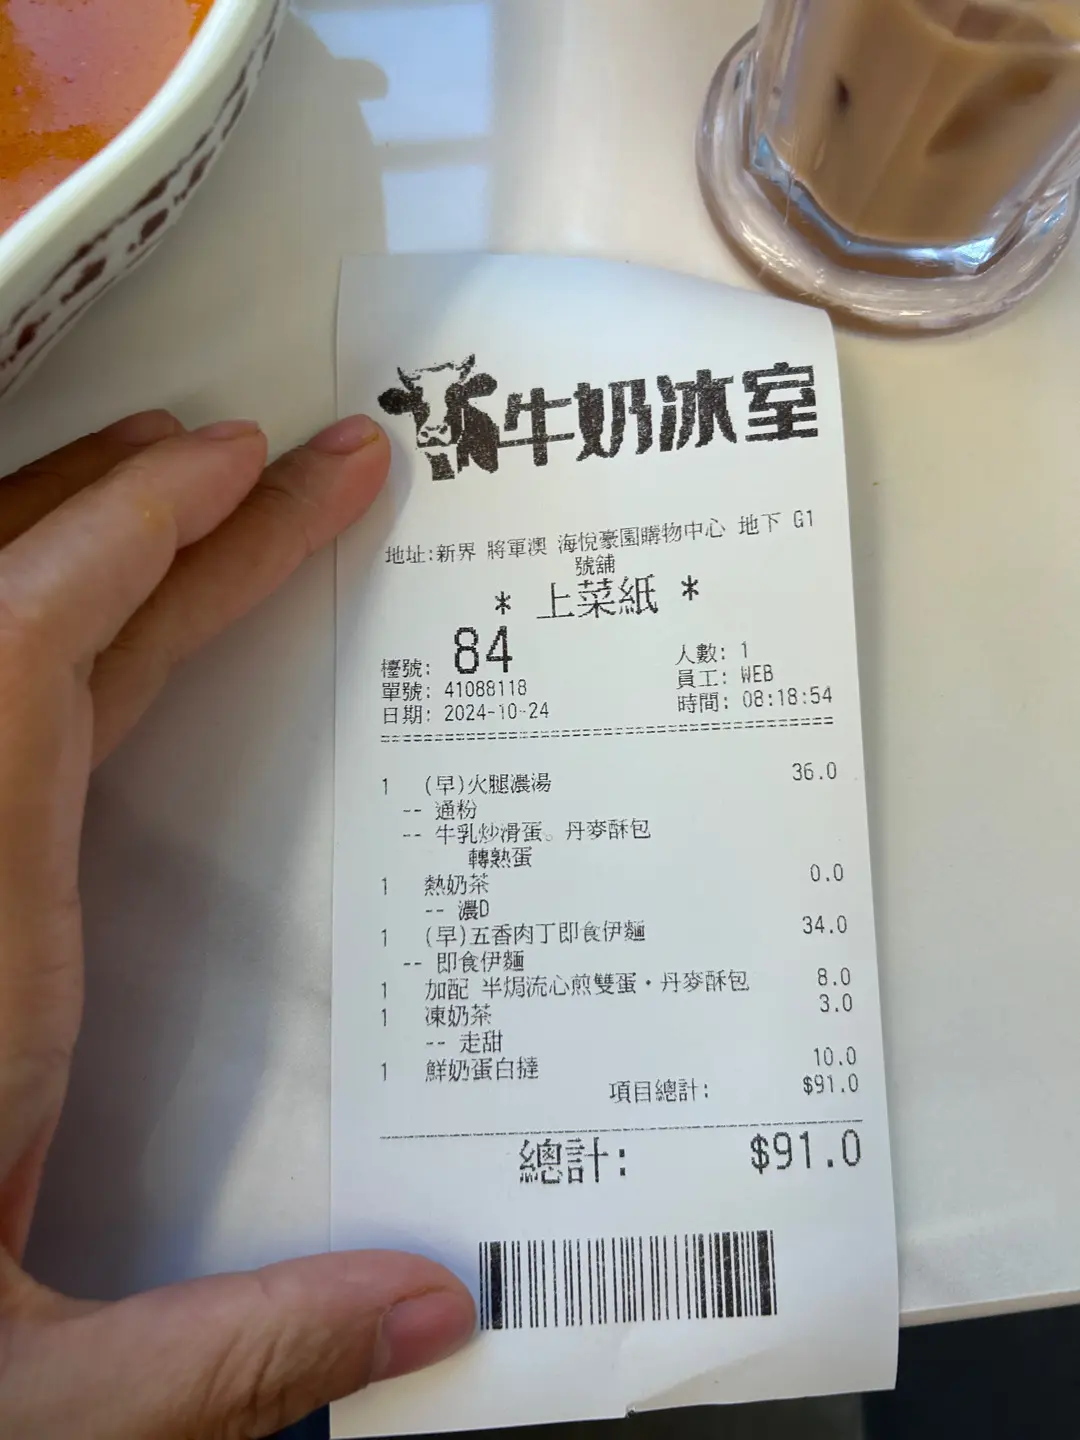 牛奶冰室
地址:新界 將軍澳 海悅豪園購物中心 地下 G1
號舖
* 上菜紙 *
檯號: 84 人數: 1
單號: 41088118 員工: WEB
日期: 2024-10-24 時間: 08:18:54
1 (早)火腿濃湯 36.0
-- 通粉
-- 牛乳炒滑蛋。丹麥酥包
轉熟蛋
1 熱奶茶 0.0
-- 濃D
1 (早)五香肉丁即食伊麵 34.0
-- 即食伊麵
1 加配 半焗流心煎雙蛋・丹麥酥包 8.0
1 凍奶茶 3.0
-- 走甜
1 鮮奶蛋白撻 10.0
項目總計: $91.0
總計: $91.0